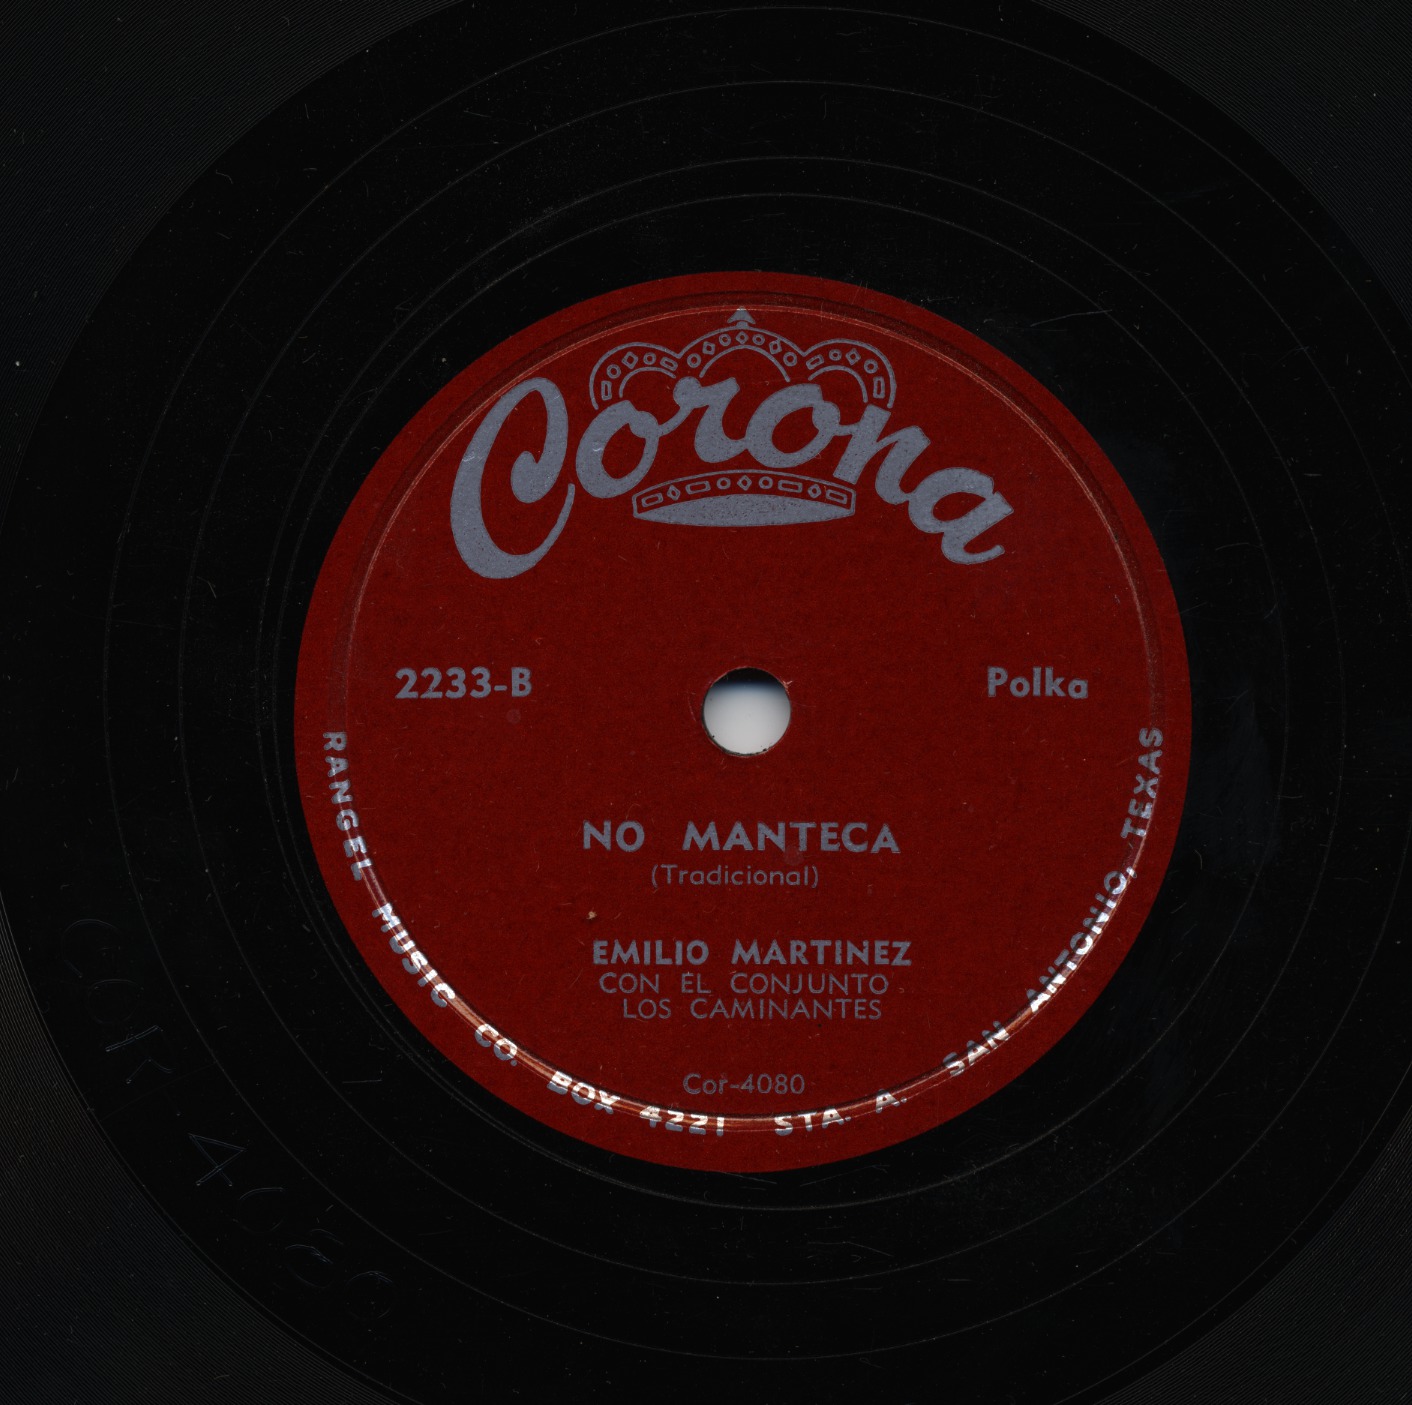 Corona
2233-B
Polka
NO MANTECA
(Tradicional)
EMILIO MARTINEZ
CON EL CONJUNTO
LOS CAMINANTES
Cor-4080
RANGEL MUSIC CO. BOX 4221 STA. A. SAN ANTONIO, TEXAS